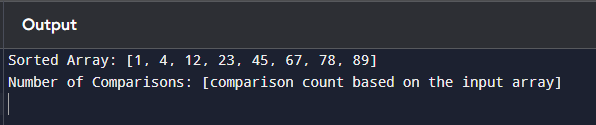 Output
Sorted Array: [1, 4, 12, 23, 45, 67, 78, 89]
Number of Comparisons: [comparison count based on the input array]